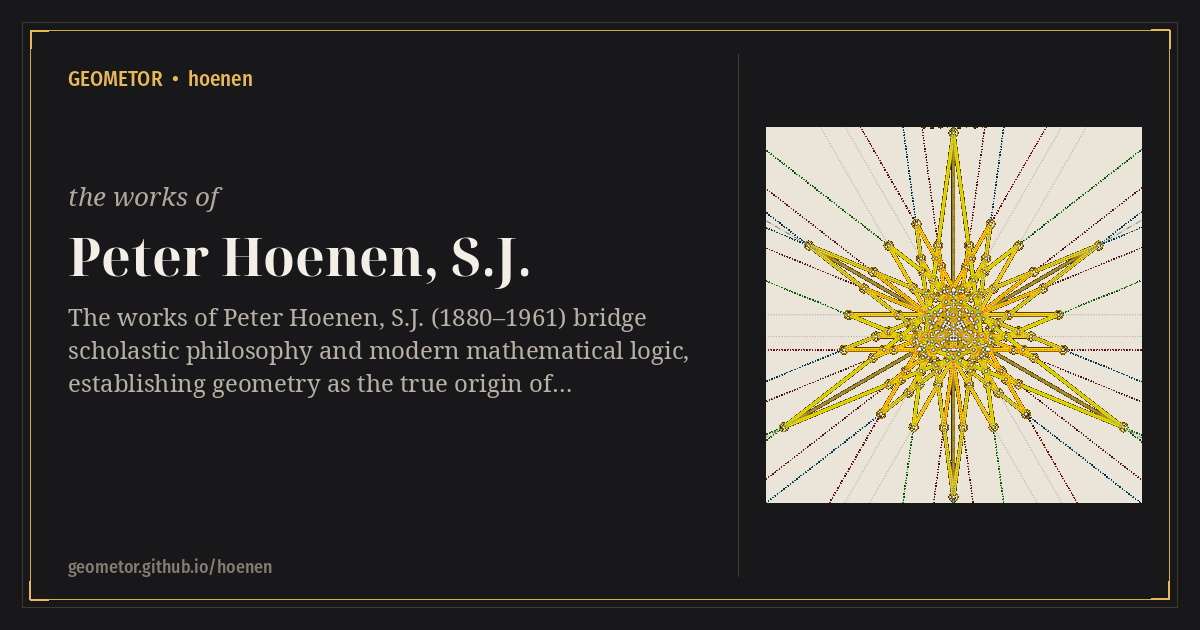 GEOMETOR • hoenen
the works of
Peter Hoenen, S.J.
The works of Peter Hoenen, S.J. (1880–1961) bridge
scholastic philosophy and modern mathematical logic,
establishing geometry as the true origin of...
geometor.github.io/hoenen